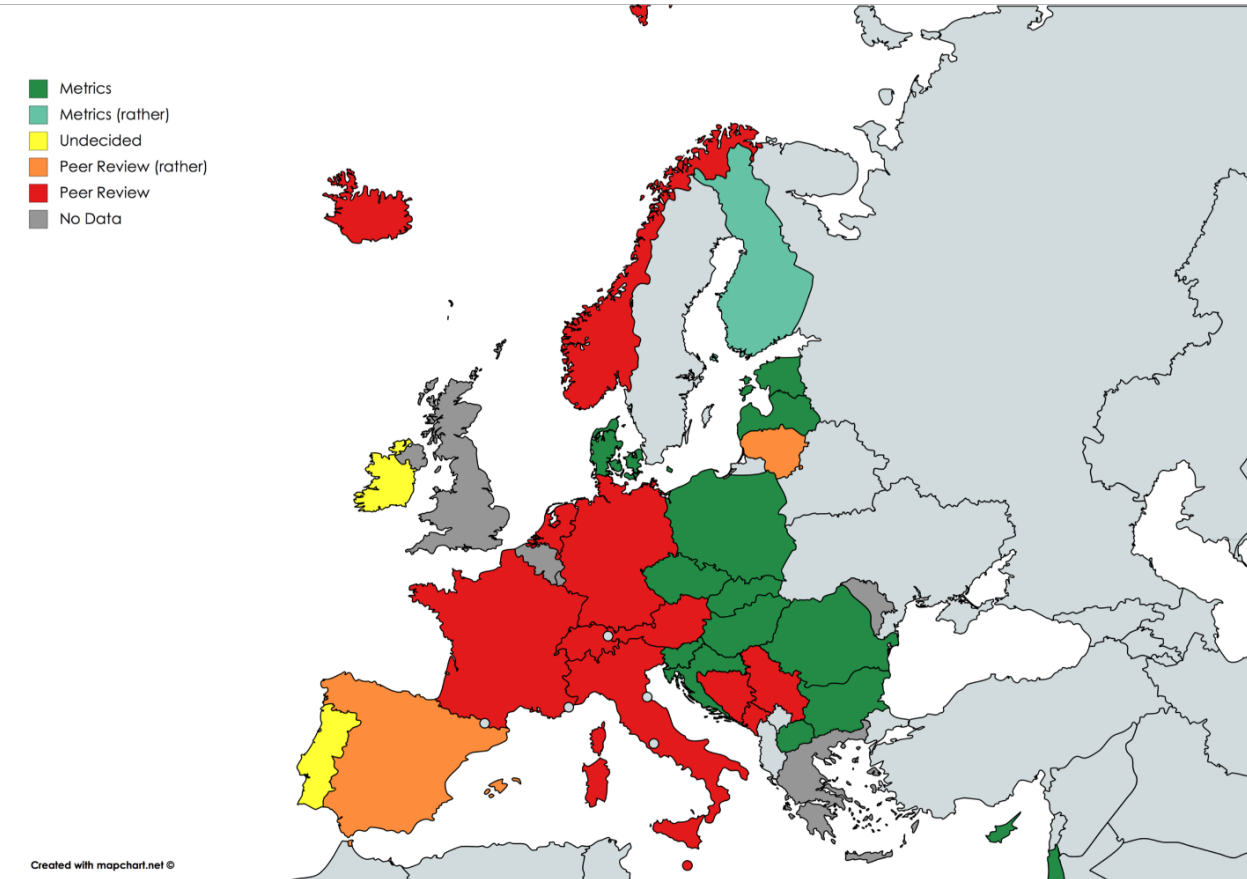 Metrics
Metrics (rather)
Undecided
Peer Review (rather)
Peer Review
No Data
Created with mapchart.net ©